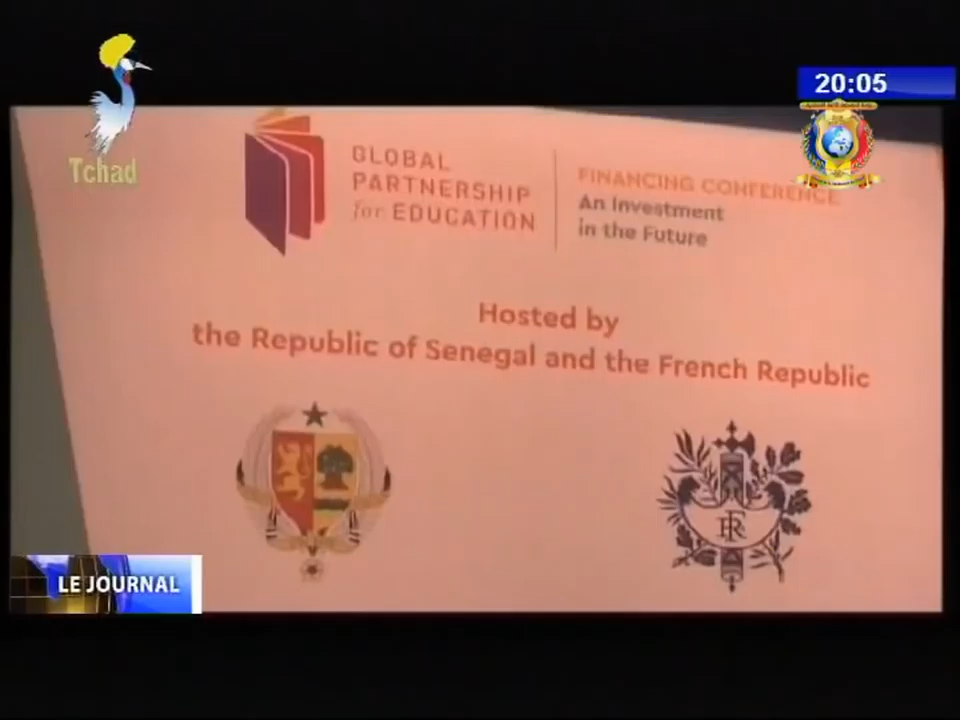 20:05
Tchad
GLOBAL
PARTNERSHIP
for EDUCATION
FINANCING CONFERENCE
An Investment
in the Future
Hosted by
the Republic of Senegal and the French Republic
RF
LE JOURNAL